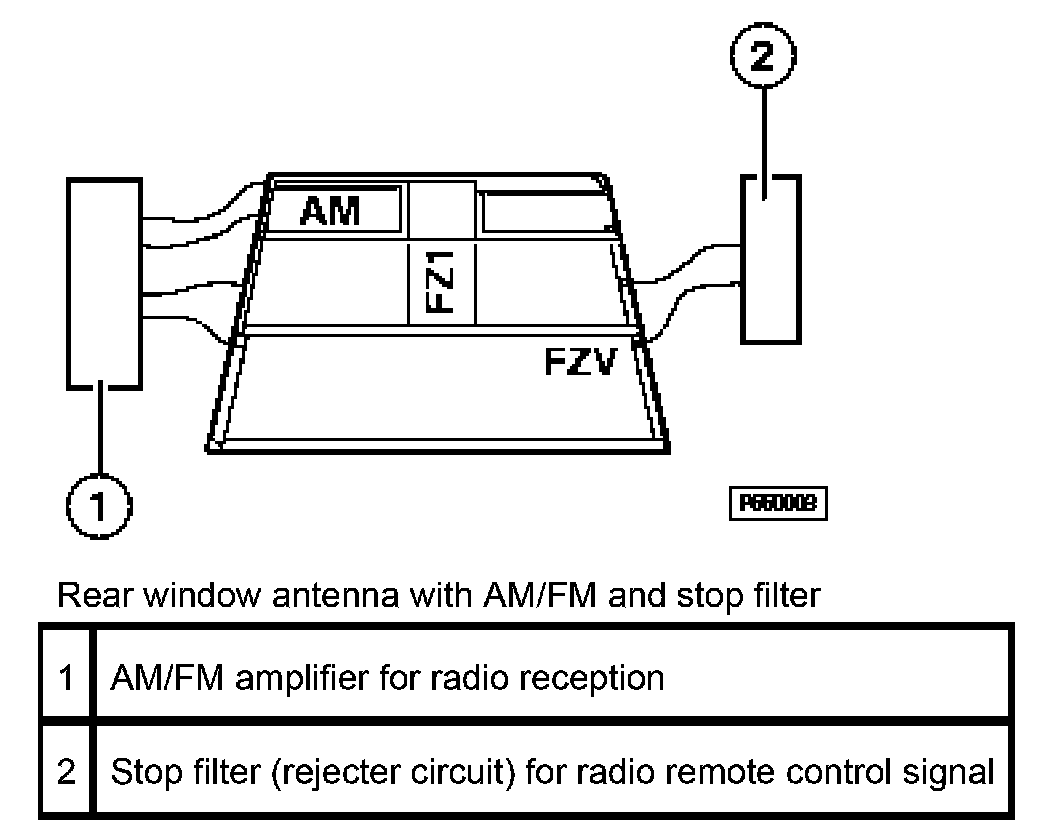 2
AM
FZ1
FZV
1
Rear window antenna with AM/FM and stop filter
1 AM/FM amplifier for radio reception
2 Stop filter (rejecter circuit) for radio remote control signal